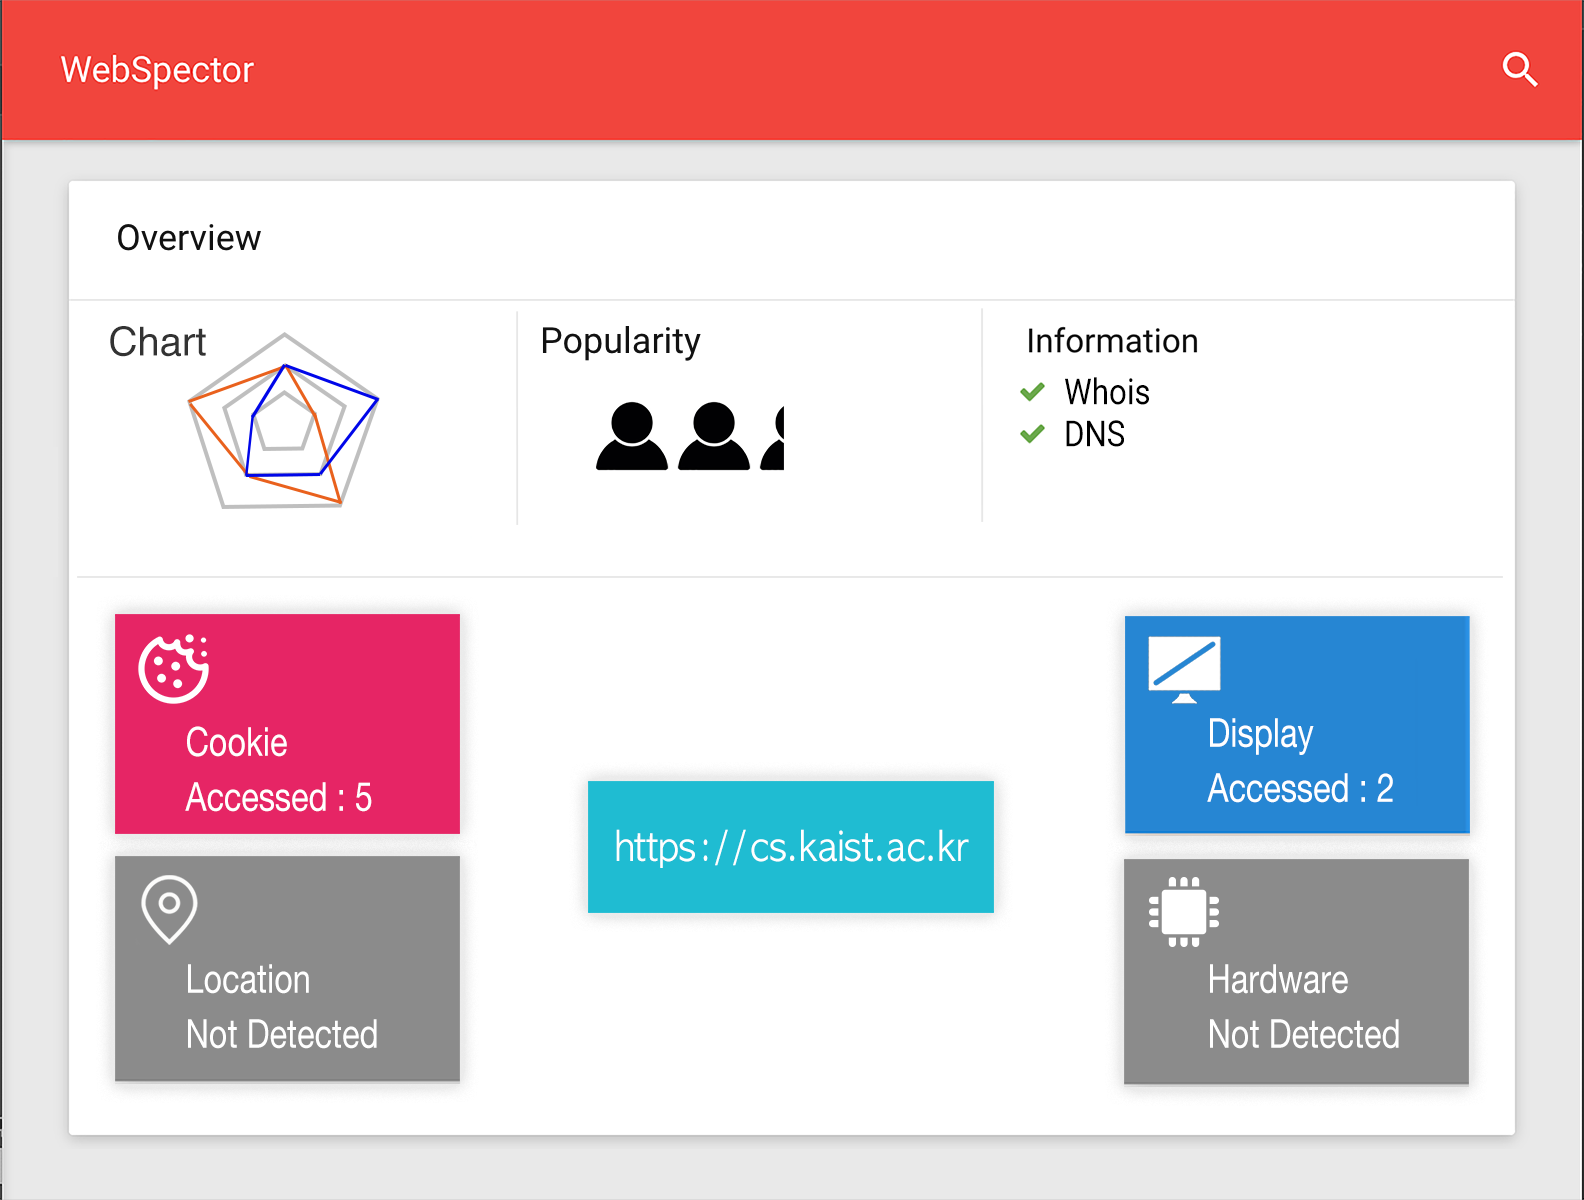 WebSpector
Overview
Chart
Popularity
Information
Whois
DNS
Cookie
Accessed : 5
Location
Not Detected
https://cs.kaist.ac.kr
Display
Accessed : 2
Hardware
Not Detected